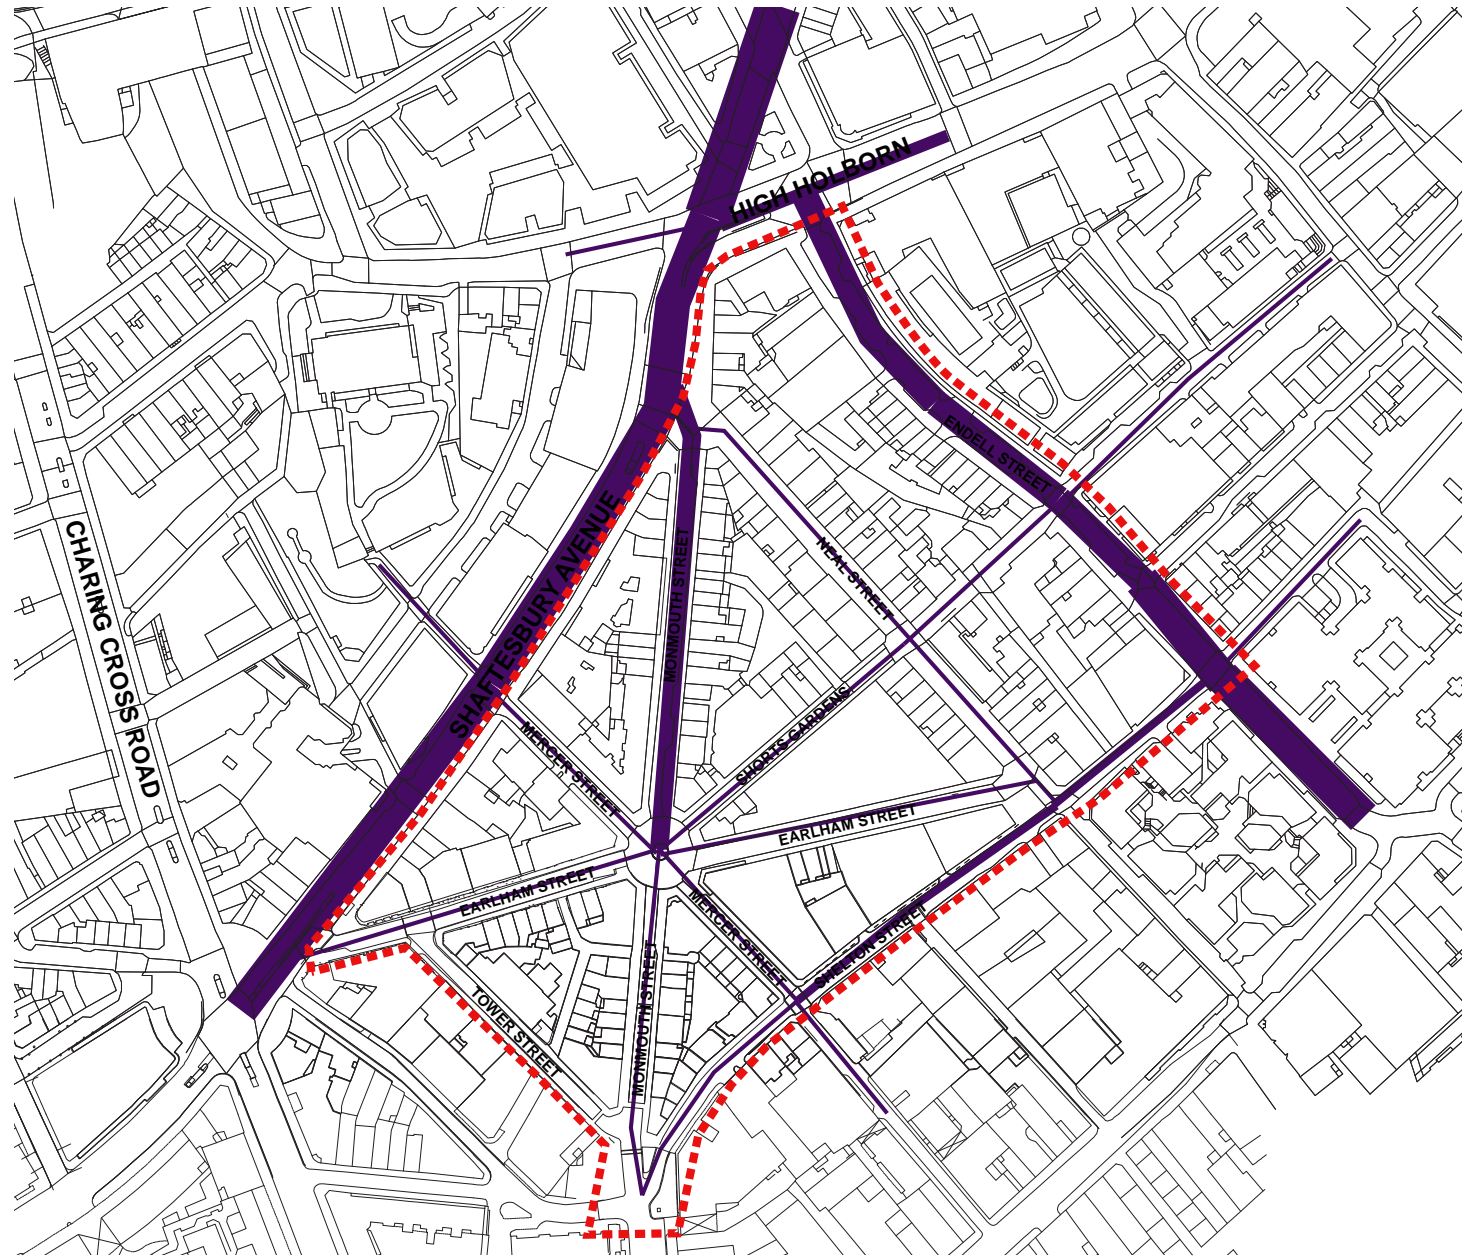 HIGH HOLBORN
ENDELL STREET
CHARING CROSS ROAD
SHAFTESBURY AVENUE
MONMOUTH STREET
NEAL STREET
MERCER STREET
SHORTS GARDENS
EARLHAM STREET
EARLHAM STREET
MERCER STREET
SHELTON STREET
TOWER STREET
MONMOUTH STREET